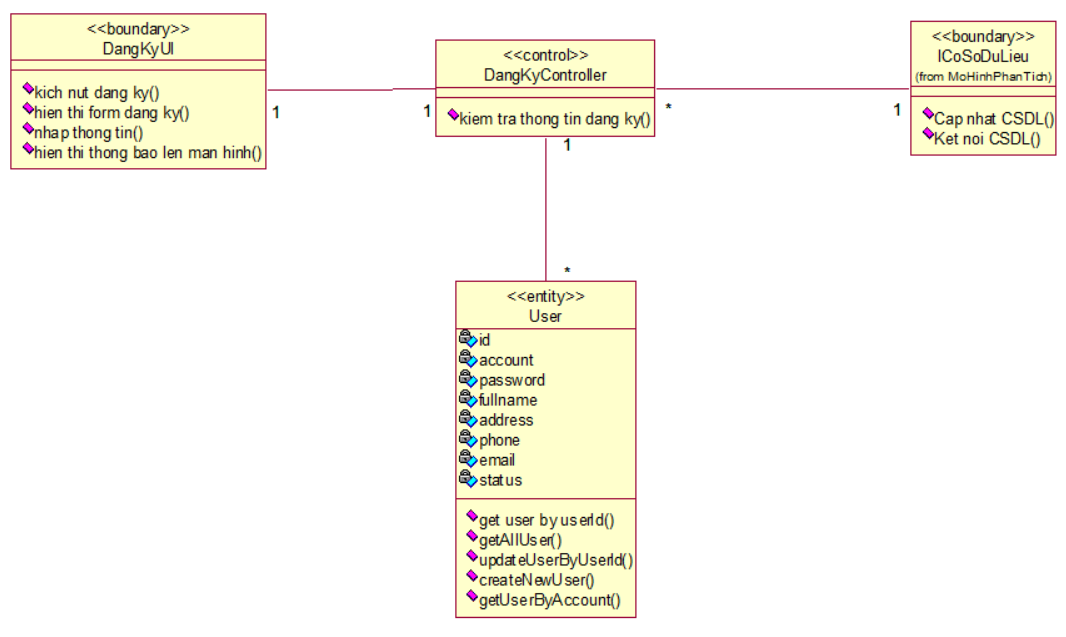 <<boundary>>
DangKyUI
kich nut dang ky()
hien thi form dang ky()
nhap thong tin()
hien thi thong bao len man hinh()
1
1
<<control>>
DangKyController
kiem tra thong tin dang ky()
*
1
<<boundary>>
ICoSoDuLieu
(from MoHinhPhanTich)
Cap nhat CSDL()
Ket noi CSDL()
1
*
<<entity>>
User
id
account
password
fullname
address
phone
email
status
get user by userId()
getAllUser()
updateUserByUserId()
createNewUser()
getUserByAccount()